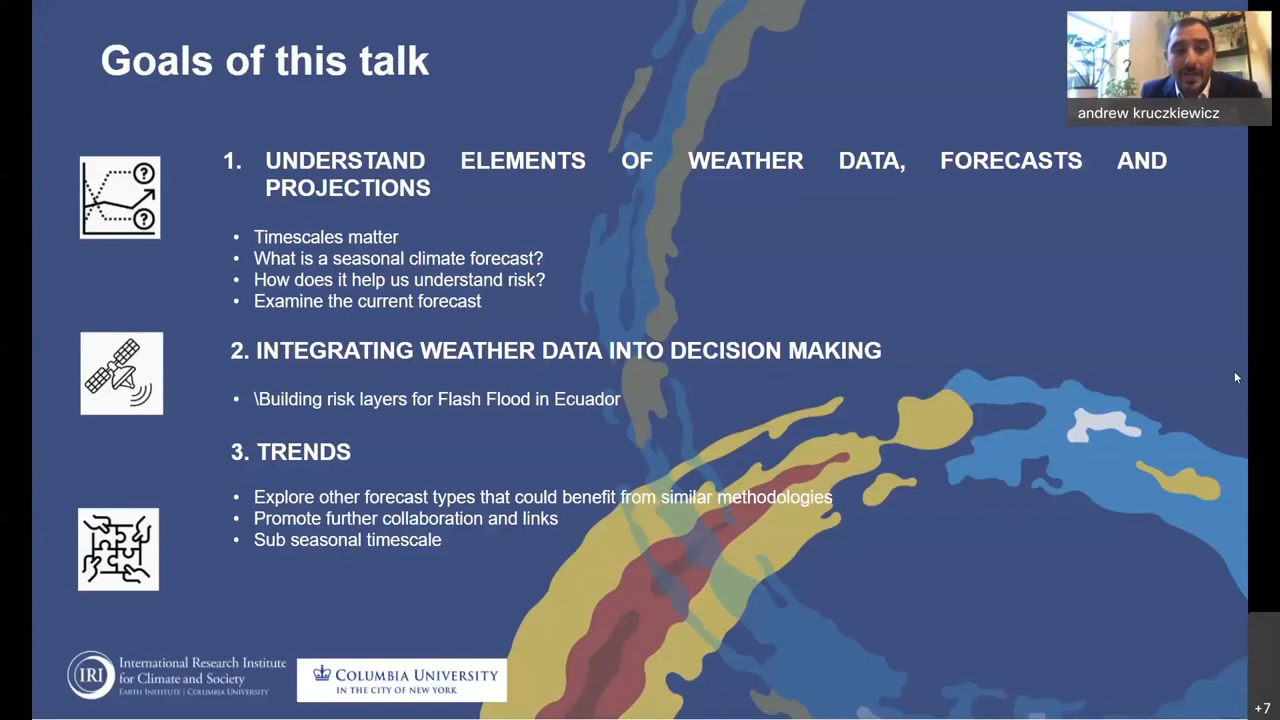 Goals of this talk
andrew kruczkiewicz
1. UNDERSTAND ELEMENTS OF WEATHER DATA, FORECASTS AND
PROJECTIONS
• Timescales matter
• What is a seasonal climate forecast?
• How does it help us understand risk?
• Examine the current forecast
2. INTEGRATING WEATHER DATA INTO DECISION MAKING
• \Building risk layers for Flash Flood in Ecuador
3. TRENDS
• Explore other forecast types that could benefit from similar methodologies
• Promote further collaboration and links
• Sub seasonal timescale
IRI
International Research Institute
for Climate and Society
EARTH INSTITUTE | COLUMBIA UNIVERSITY
COLUMBIA UNIVERSITY
IN THE CITY OF NEW YORK
+7